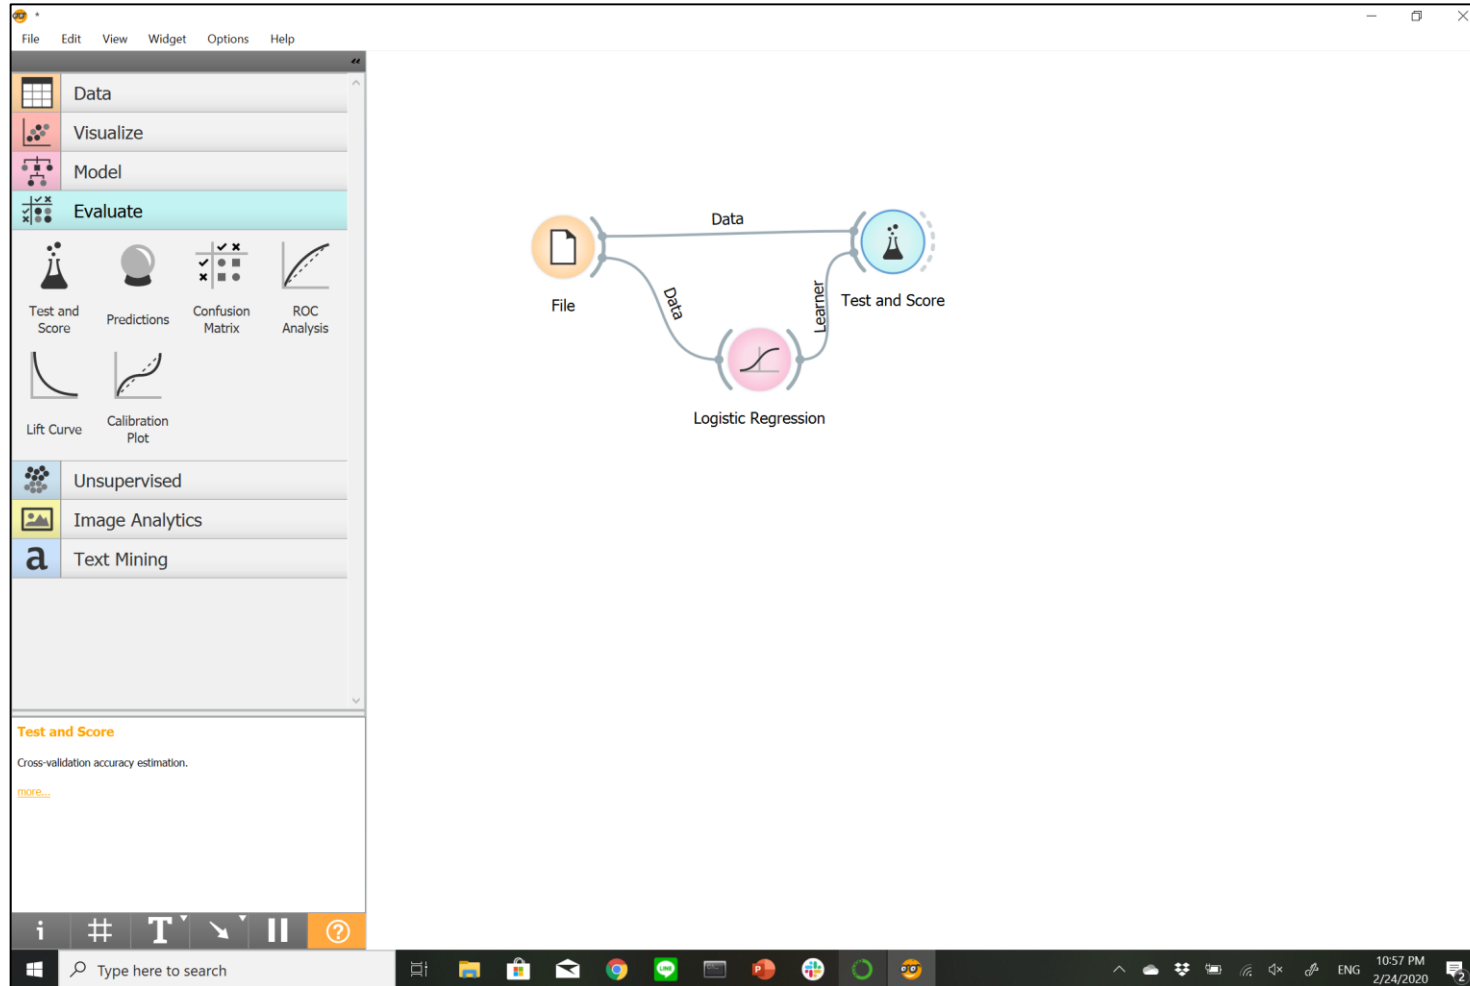 *
File Edit View Widget Options Help
Data
Visualize
Model
Evaluate
Test and
Score
Predictions
Confusion
Matrix
ROC
Analysis
Lift Curve
Calibration
Plot
Unsupervised
Image Analytics
a Text Mining
Test and Score
Cross-validation accuracy estimation.
more...
i # T ?
Data
File
Data
Learner
Test and Score
Logistic Regression
Type here to search
LINE
ENG
10:57 PM
2/24/2020
2